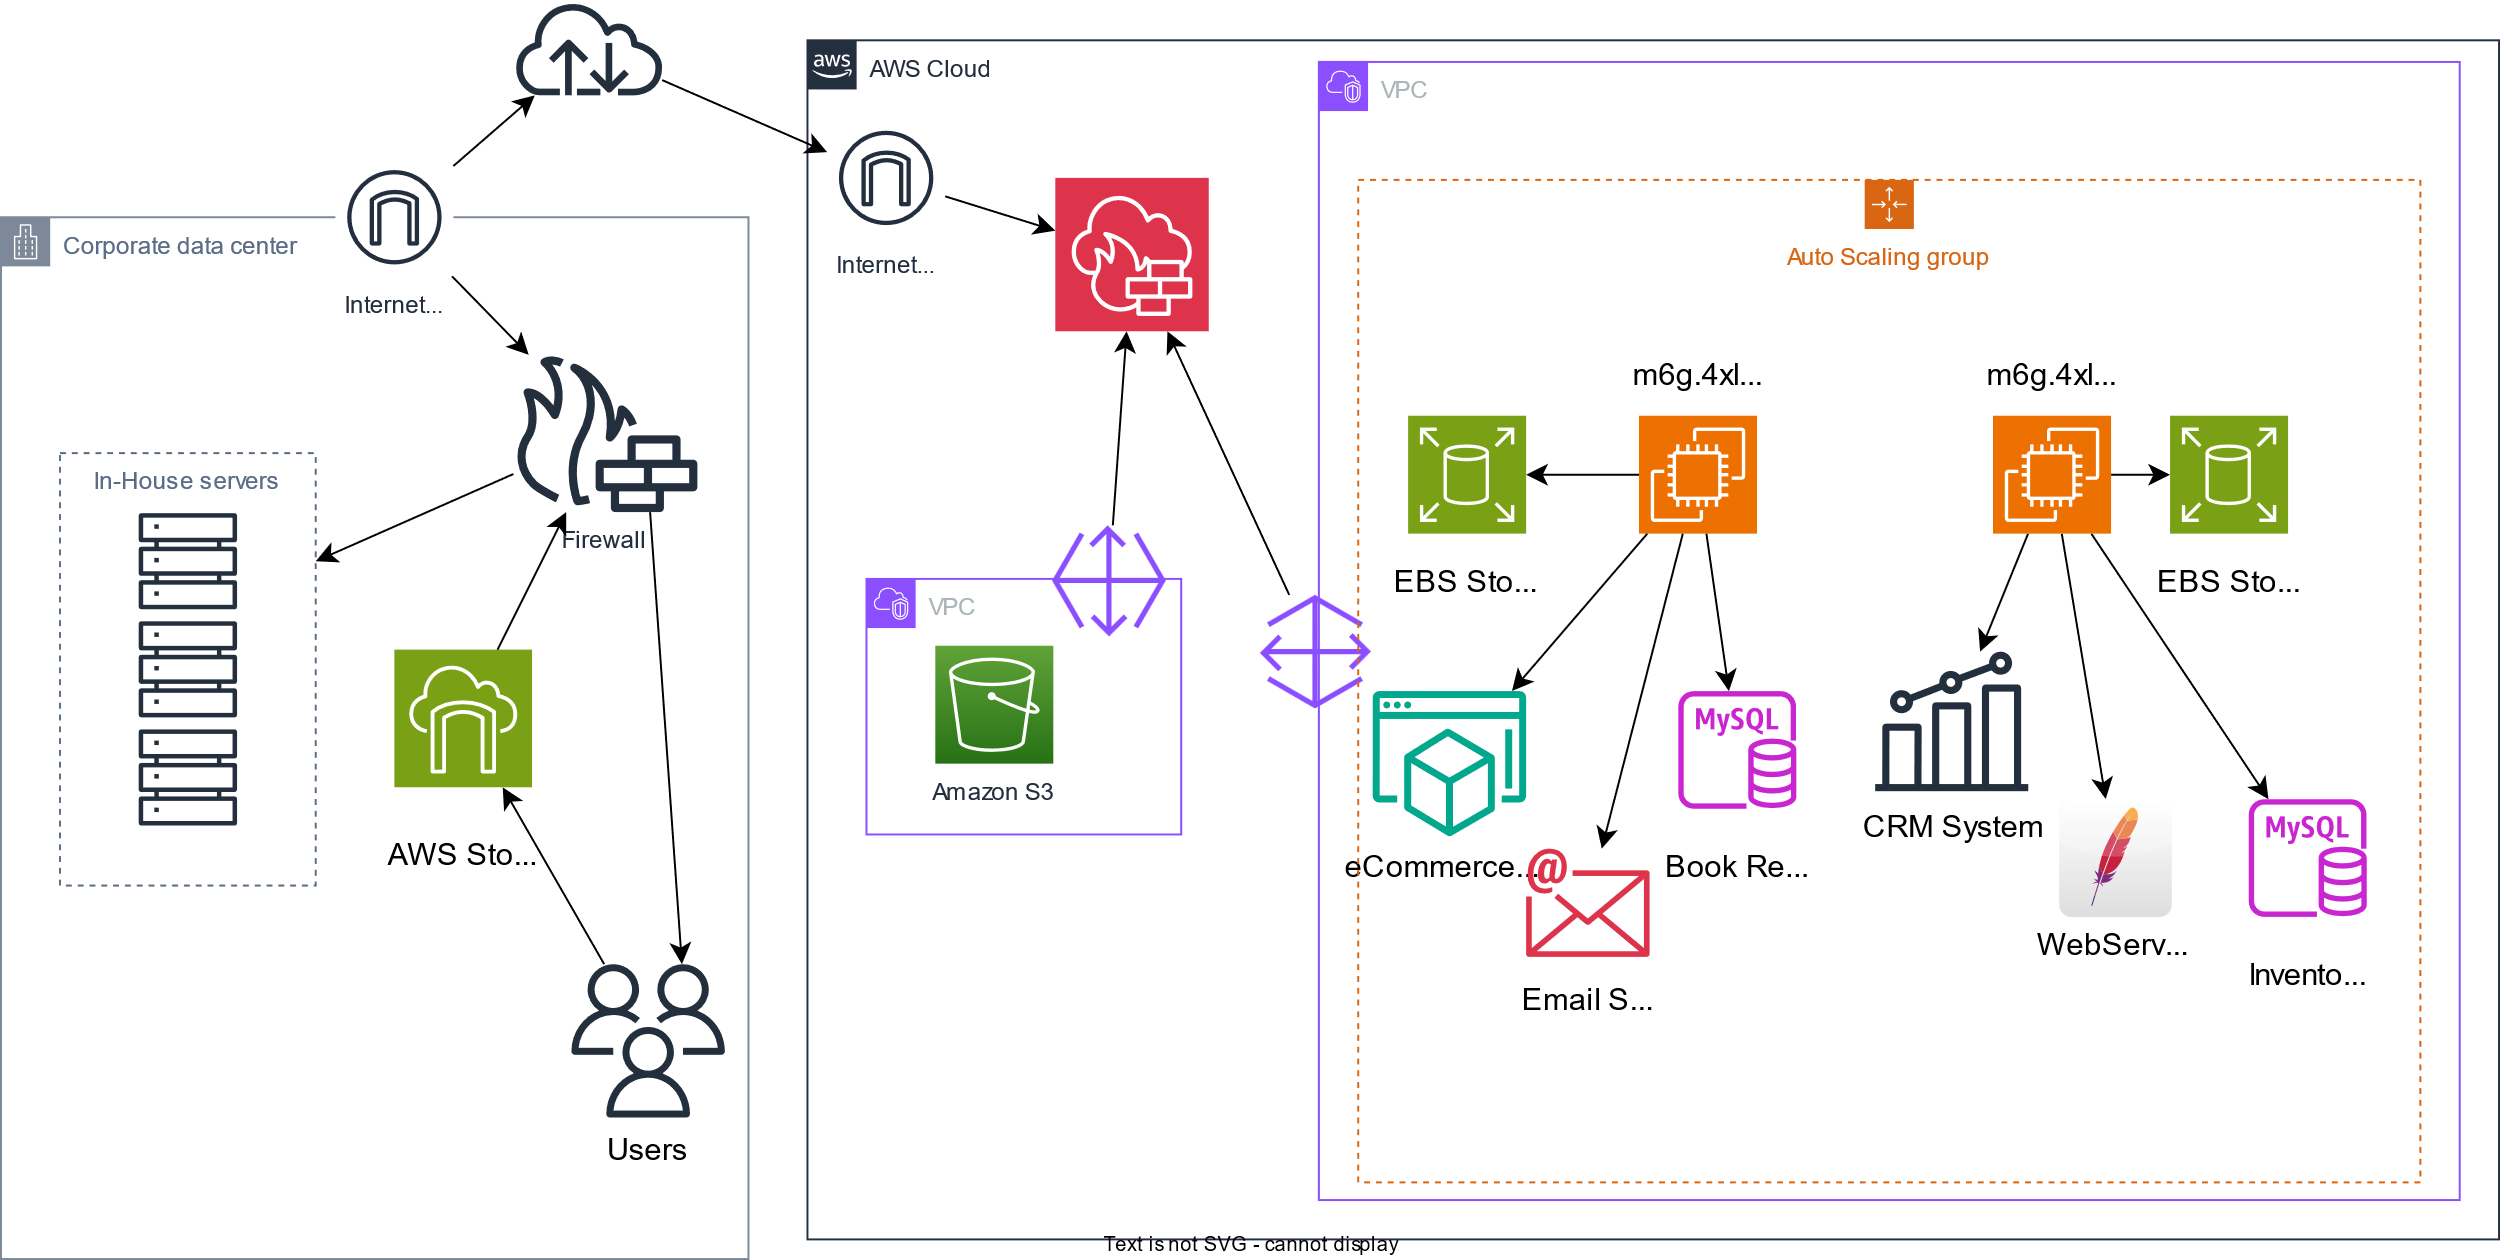 aws
AWS Cloud
VPC
Corporate data center
Internet...
Internet...
Auto Scaling group
m6g.4xl...
m6g.4xl...
In-House servers
Firewall
EBS Sto...
EBS Sto...
VPC
Amazon S3
MySQL
AWS Sto...
eCommerce...
@
Book Re...
CRM System
MySQL
WebServ...
Email S...
Invento...
Users
Text is not SVG - cannot display